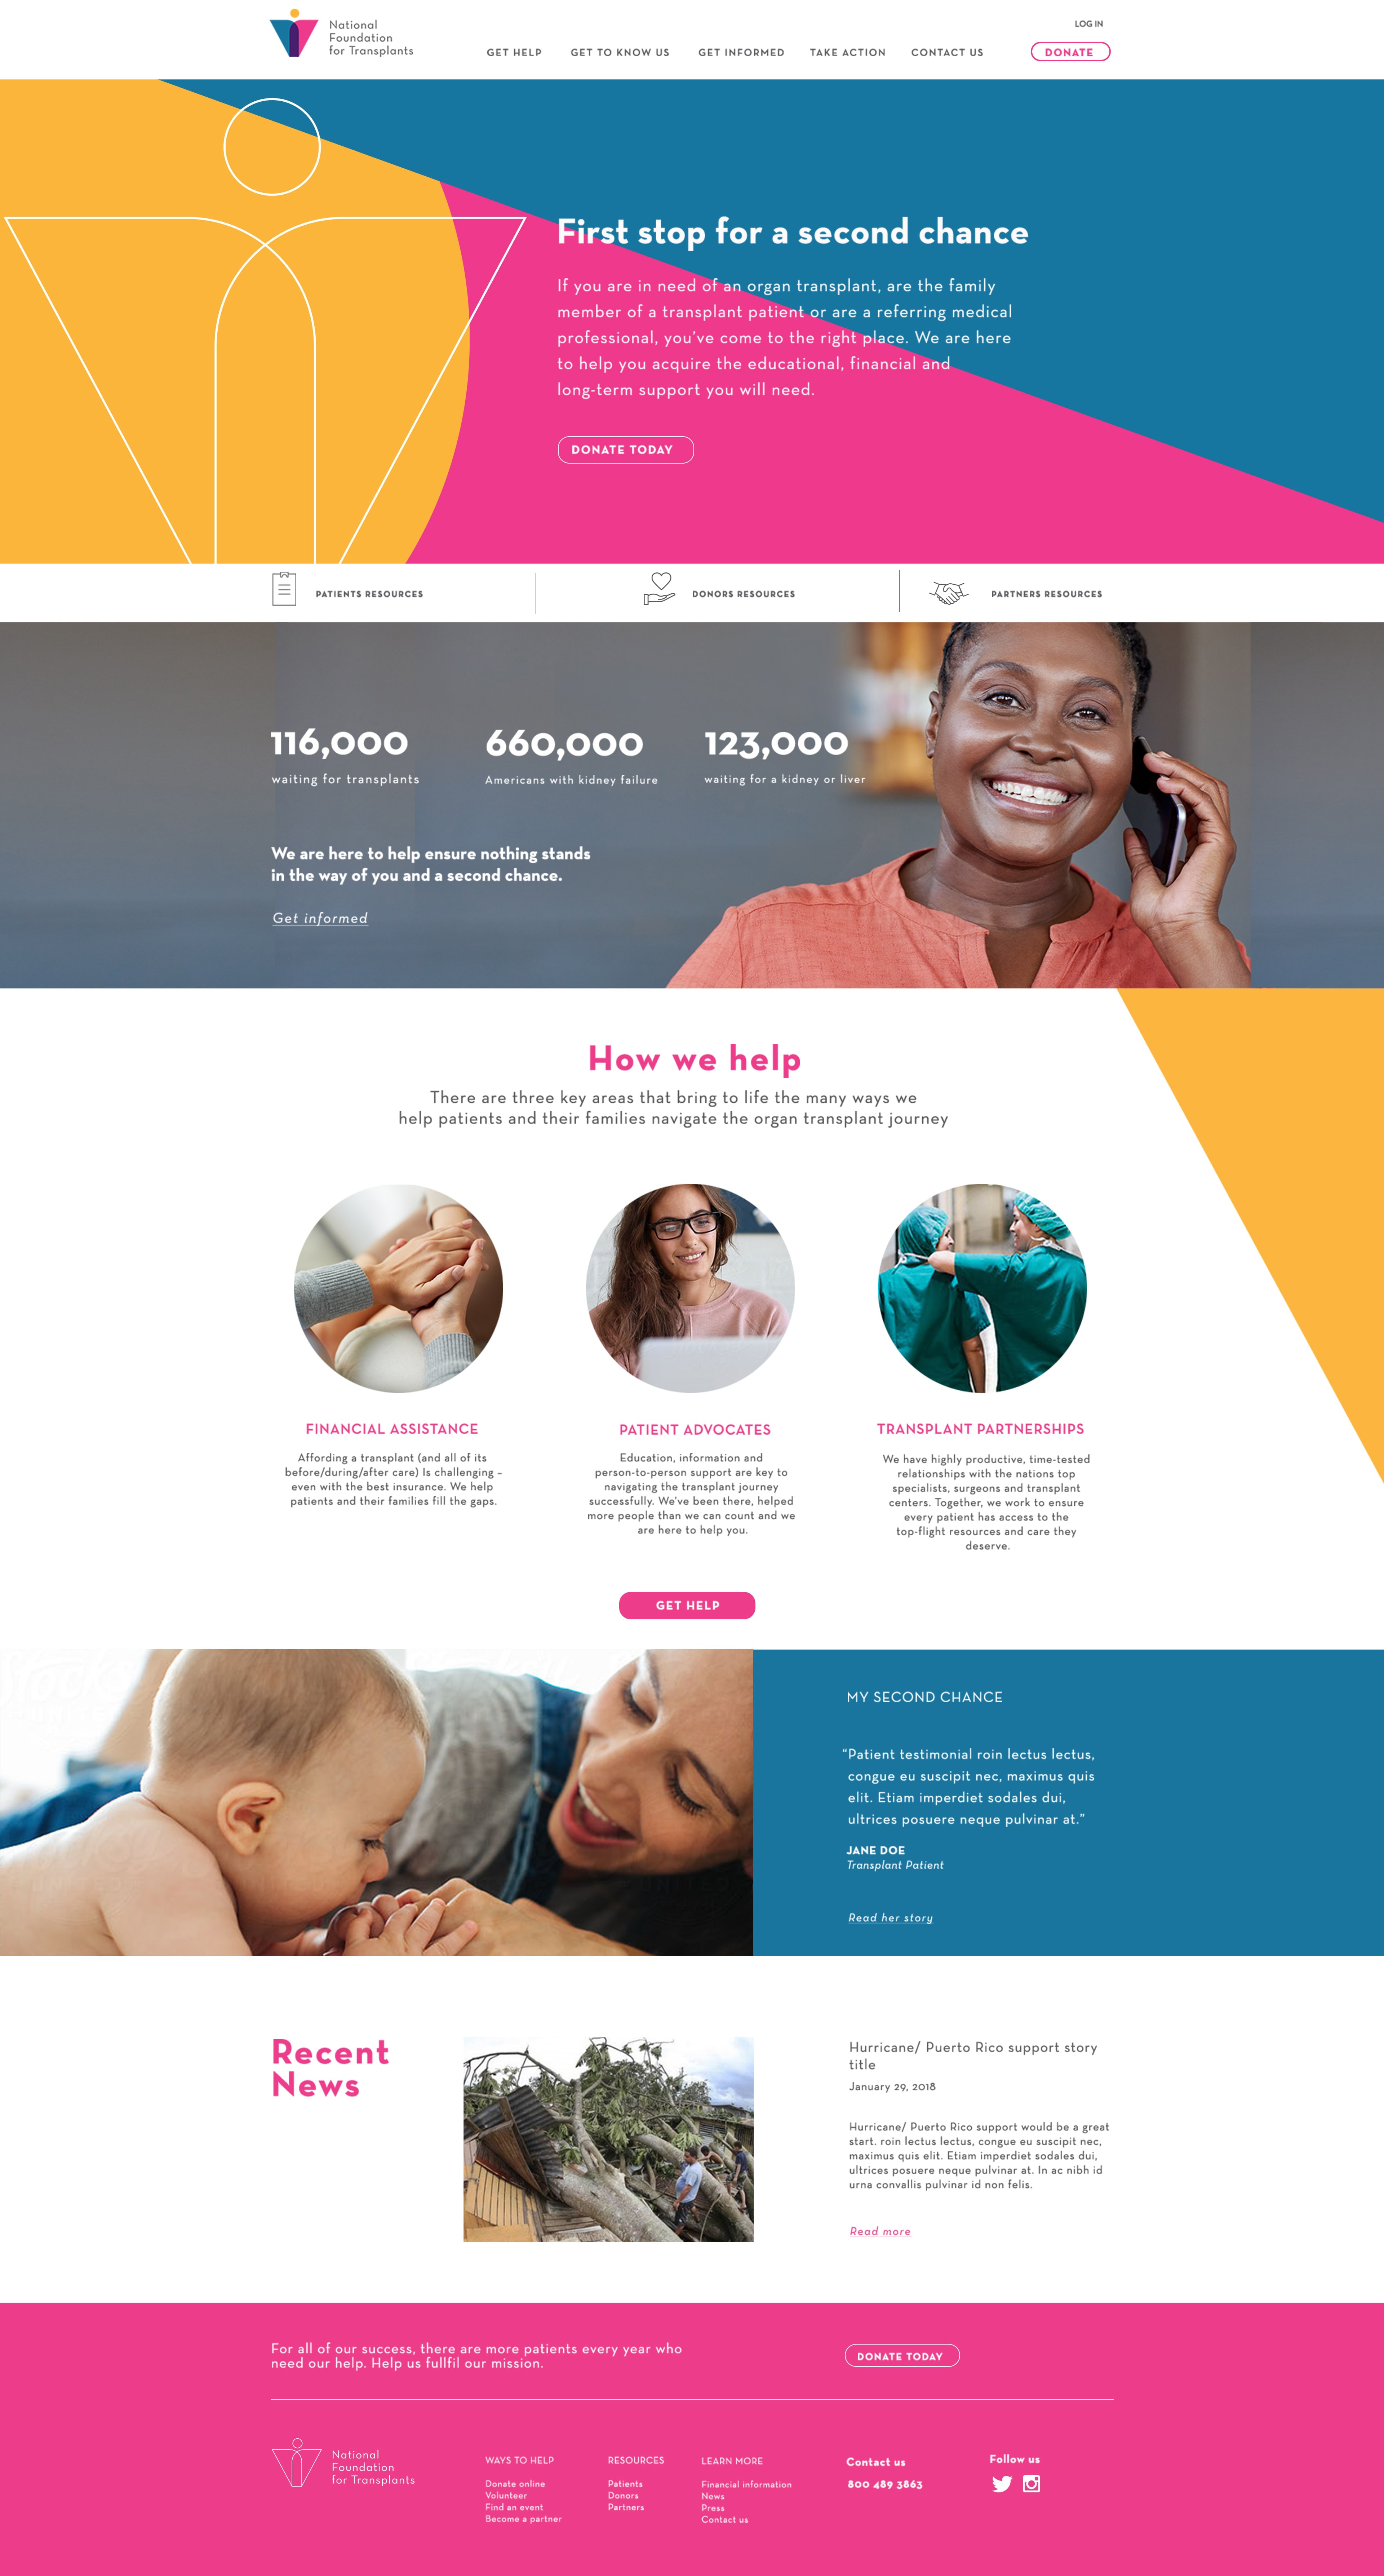 National
Foundation
for Transplants
LOG IN
GET HELP
GET TO KNOW US
GET INFORMED
TAKE ACTION
CONTACT US
DONATE
First stop for a second chance
If you are in need of an organ transplant, are the family
member of a transplant patient or are a referring medical
professional, you've come to the right place. We are here
to help you acquire the educational, financial and
long-term support you will need.
DONATE TODAY
PATIENTS RESOURCES
DONORS RESOURCES
PARTNERS RESOURCES
116,000
waiting for transplants
660,000
Americans with kidney failure
123,000
waiting for a kidney or liver
We are here to help ensure nothing stands
in the way of you and a second chance.
Get informed
How we help
There are three key areas that bring to life the many ways we
help patients and their families navigate the organ transplant journey
FINANCIAL ASSISTANCE
Affording a transplant (and all of its
before/during/after care) Is challenging –
even with the best insurance. We help
patients and their families fill the gaps.
PATIENT ADVOCATES
Education, information and
person-to-person support are key to
navigating the transplant journey
successfully. We've been there, helped
more people than we can count and we
are here to help you.
TRANSPLANT PARTNERSHIPS
We have highly productive, time-tested
relationships with the nations top
specialists, surgeons and transplant
centers. Together, we work to ensure
every patient has access to the
top-flight resources and care they
deserve.
GET HELP
MY SECOND CHANCE
“Patient testimonial roin lectus lectus,
congue eu suscipit nec, maximus quis
elit. Etiam imperdiet sodales dui,
ultrices posuere neque pulvinar at.”
JANE DOE
Transplant Patient
Read her story
Recent
News
Hurricane/ Puerto Rico support story
title
January 29, 2018
Hurricane/ Puerto Rico support would be a great
start. roin lectus lectus, congue eu suscipit nec,
maximus quis elit. Etiam imperdiet sodales dui,
ultrices posuere neque pulvinar at. In ac nibh id
urna convallis pulvinar id non felis.
Read more
For all of our success, there are more patients every year who
need our help. Help us fullfil our mission.
DONATE TODAY
National
Foundation
for Transplants
WAYS TO HELP
Donate online
Volunteer
Find an event
Become a partner
RESOURCES
Patients
Donors
Partners
LEARN MORE
Financial information
News
Press
Contact us
Contact us
800 489 3863
Follow us